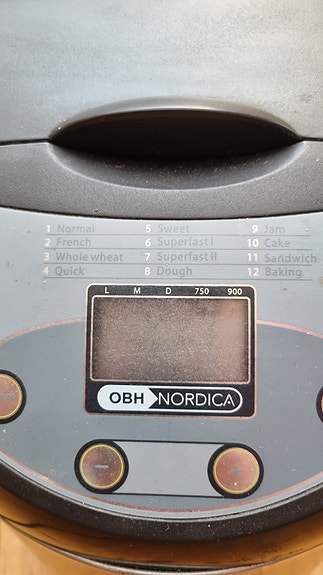 1 Normal 5 Sweet 9 Jam
2 French 6 Superfast I 10 Cake
3 Whole wheat 7 Superfast II 11 Sandwich
4 Quick 8 Dough 12 Baking
L M D 750 900
OBH NORDICA